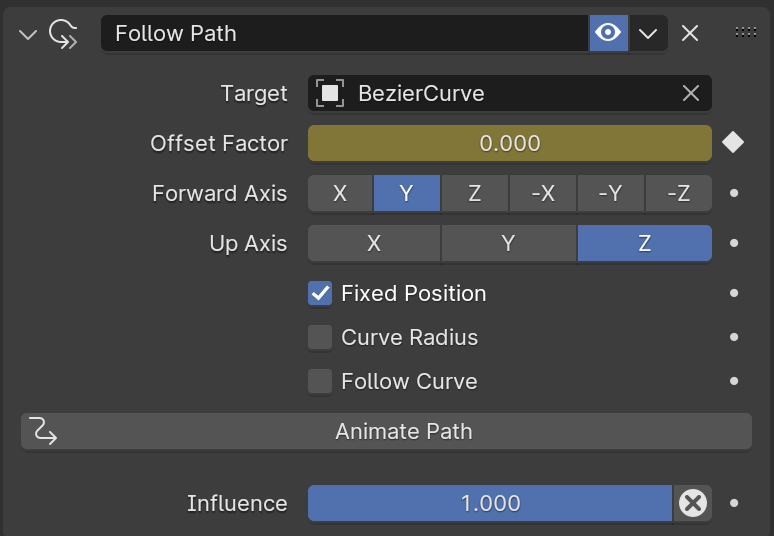 Follow Path
Target BezierCurve
Offset Factor 0.000
Forward Axis X Y Z -X -Y -Z
Up Axis X Y Z
Fixed Position
Curve Radius
Follow Curve
Animate Path
Influence 1.000